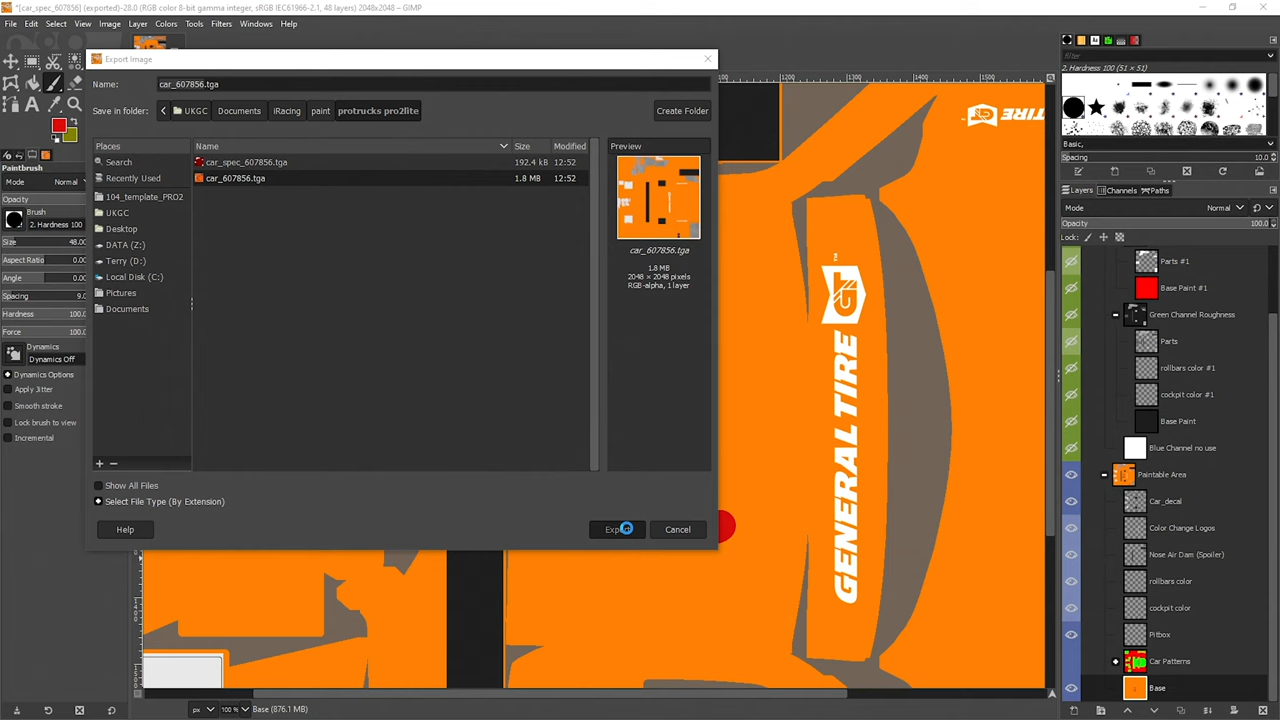 *[car_spec_607856] (exported)-28.0 (RGB color 8-bit gamma integer, sRGB IEC61966-2.1, 48 layers) 2048x2048 – GIMP
File Edit Select View Image Layer Colors Tools Filters Windows Help
Export Image
Name: car_607856.tga
Save in folder: UKGC Documents iRacing paint protrucks pro2lite Create Folder
Places
Search
Recently Used
104_template_PRO2
UKGC
Desktop
DATA (Z:)
Terry (D:)
Local Disk (C:)
Pictures
Documents
Name Size Modified
car_spec_607856.tga 192.4 kB 12:52
car_607856.tga 1.8 MB 12:52
Preview
car_607856.tga
1.8 MB
2048 × 2048 pixels
RGB-alpha, 1 layer
Show All Files
Select File Type (By Extension)
Help Cancel
Paintbrush
Mode Normal
Opacity
Brush
2. Hardness 100
Size 48.00
Aspect Ratio 0.00
Angle 0.00
Spacing 9.0
Hardness 100.0
Force
Dynamics
Dynamics Off
Dynamics Options
Apply Jitter
Smooth stroke
Lock brush to view
Incremental
1200 1300 1400 1500
GT
™
GENERAL TIRE
™
TIRE
filter
2. Hardness 100 (51 × 51)
Basic,
Spacing 10.0
Layers Channels Paths
Mode Normal
Opacity 100.0
Lock:
Parts #1
Base Paint #1
Green Channel Roughness
Parts
rollbars color #1
cockpit color #1
Base Paint
Blue Channel no use
Paintable Area
Car_decal
Color Change Logos
Nose Air Dam (Spoiler)
rollbars color
cockpit color
Pitbox
Car Patterns
Base
px 100 % Base (876.1 MB)